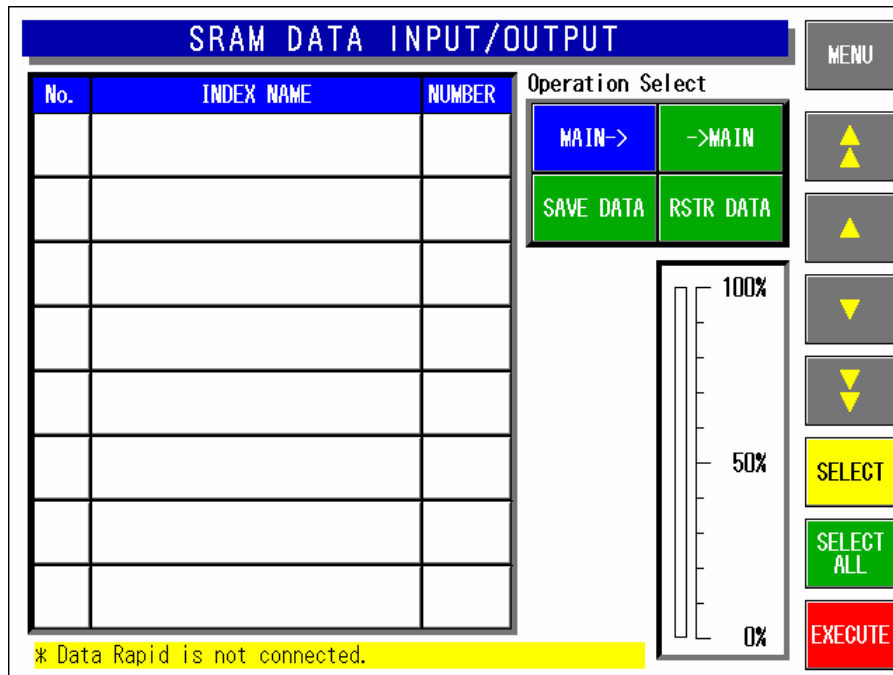 SRAM DATA INPUT/OUTPUT
MENU
No. INDEX NAME NUMBER
Operation Select
MAIN-> ->MAIN
SAVE DATA RSTR DATA
100%
50%
0%
SELECT
SELECT
ALL
EXECUTE
* Data Rapid is not connected.